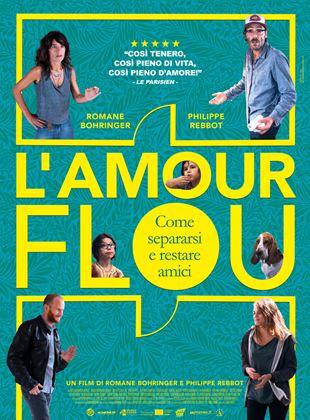 ★★★★★
"COSÌ TENERO,
COSÌ PIENO DI VITA,
COSÌ PIENO D'AMORE!"
- LE PARISIEN -
ROMANE
BOHRINGER
PHILIPPE
REBBOT
L'AMOUR
FLOU
Come
separarsi
e restare
amici
UN FILM DI ROMANE BOHRINGER E PHILIPPE REBBOT